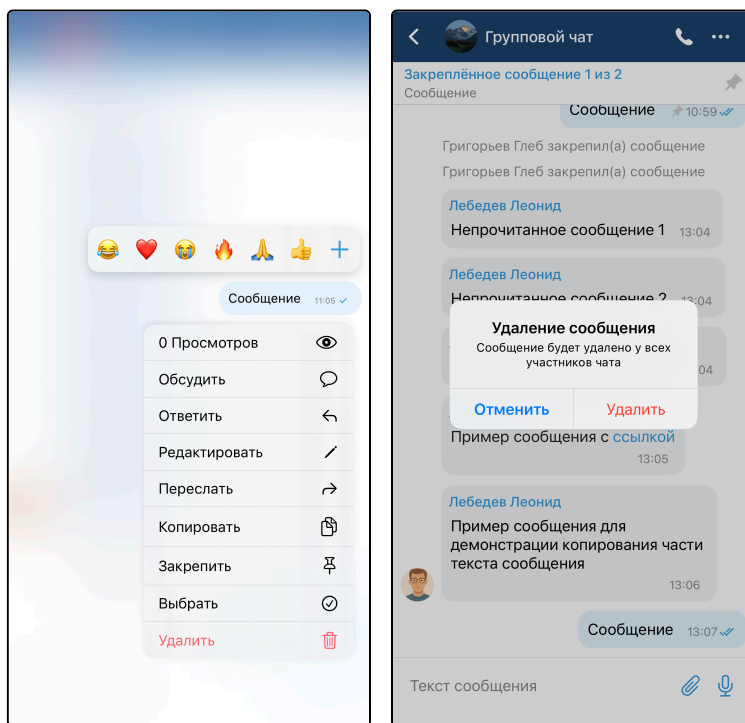 Сообщение 11:05
0 Просмотров
Обсудить
Ответить
Редактировать
Переслать
Копировать
Закрепить
Выбрать
Удалить
Групповой чат
Закреплённое сообщение 1 из 2
Сообщение
Сообщение 10:59
Григорьев Глеб закрепил(а) сообщение
Григорьев Глеб закрепил(а) сообщение
Лебедев Леонид
Непрочитанное сообщение 1 13:04
Лебедев Леонид
Непрочитанное сообщение 2 13:04
Удаление сообщения
Сообщение будет удалено у всех
участников чата
04
Отменить Удалить
Пример сообщения с ссылкой
13:05
Лебедев Леонид
Пример сообщения для
демонстрации копирования части
текста сообщения
13:06
Сообщение 13:07
Текст сообщения